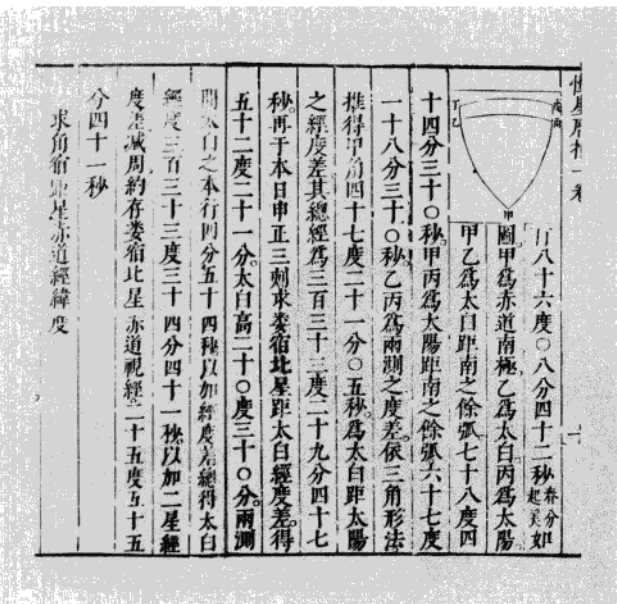 恆星曆指一卷
戌丙
丁乙
甲
日八十六度〇八分四十二秒春分起美如
圖甲爲赤道南極乙爲太白丙爲太陽
甲乙爲太白距南之餘弧七十八度四
十四分三十〇秒甲丙爲太陽距南之餘弧六十七度
一十八分三十〇秒乙丙爲兩測之度差依三角形法
推得甲角四十七度二十一分〇五秒爲太白距太陽
之經度差其總經爲三百三十三度二十九分四十七
秒再于本日申正三刻求婁宿北星距太白經度差得
五十二度二十一分太白高二十〇度三十〇分兩測
間太白之本行四分五十四秒以加經度差總得太白
經度三百三十三度三十四分四十一秒以加二星經
度差減周約存婁宿北星赤道視經二十五度五十五
分四十一秒
求角宿距星赤道經緯度